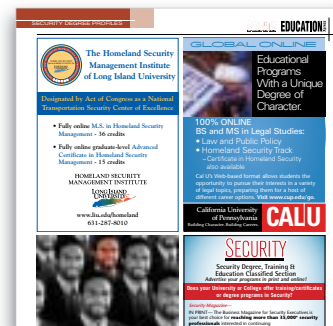 SECURITY DEGREE PROFILES
EDUCATION
The Homeland Security
Management Institute
of Long Island University
Designated by Act of Congress as a National
Transportation Security Center of Excellence
• Fully online M.S. in Homeland Security
Management - 36 credits
• Fully online graduate-level Advanced
Certificate in Homeland Security
Management - 15 credits
HOMELAND SECURITY
MANAGEMENT INSTITUTE
LONG ISLAND
UNIVERSITY
www.liu.edu/homeland
631-287-8010
GLOBAL ONLINE
Educational
Programs
With a Unique
Degree of
Character.
100% ONLINE
BS and MS in Legal Studies:
• Law and Public Policy
• Homeland Security Track
–Certificate in Homeland Security
also available
Cal U's Web-based format allows students the
opportunity to pursue their interests in a variety
of legal topics, preparing them for a host of
different career options. Visit www.cup.edu/go.
California University
of Pennsylvania
Building Character. Building Careers.
CALU
SECURITY
Security Degree, Training &
Education Classified Section
Advertise your programs in print and online!
Does your University or College offer training/certificates
or degree programs in Security?
Security Magazine—
IN PRINT— The Business Magazine for Security Executives is
your best choice for reaching more than 35,000* security
professionals interested in continuing